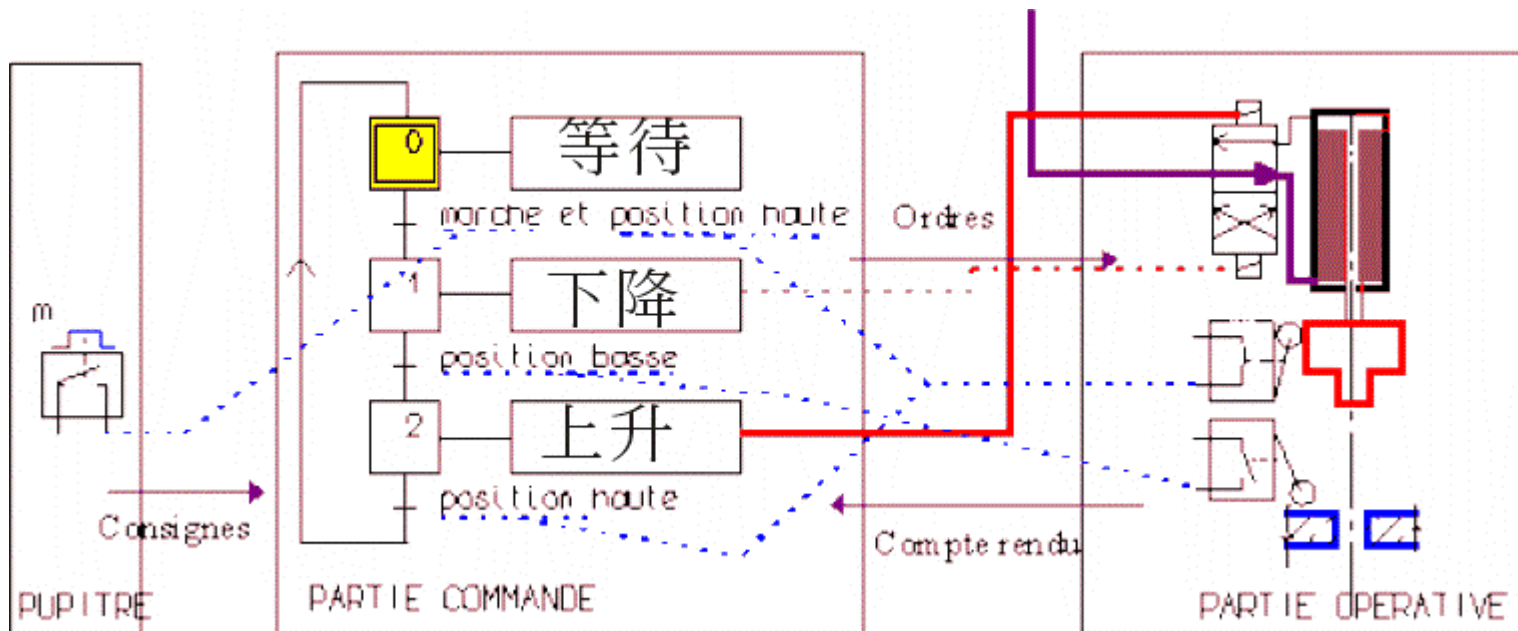 m
Consignes
PUPITRE
0
等待
marche et position haute
1
下降
position basse
2
上升
position haute
PARTIE COMMANDE
Ordres
Compte rendu
PARTIE OPERATIVE